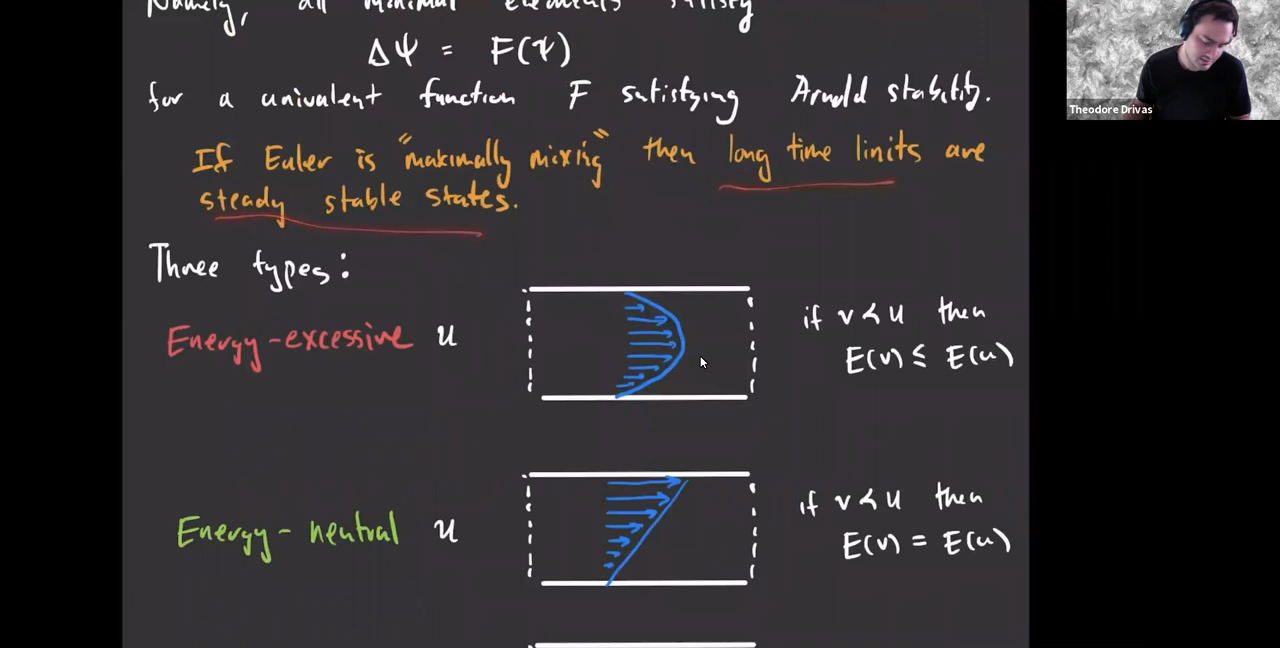 Namely, all minimal elements satisfy
ΔΨ = F(Ψ)
for a univalent function F satisfying Arnold stability.
If Euler is "maximally mixing" then long time limits are
steady stable states.
Three types:
Energy-excessive u
if v ≺ u then
E(v) ≤ E(u)
Energy-neutral u
if v ≺ u then
E(v) = E(u)
Theodore Drivas